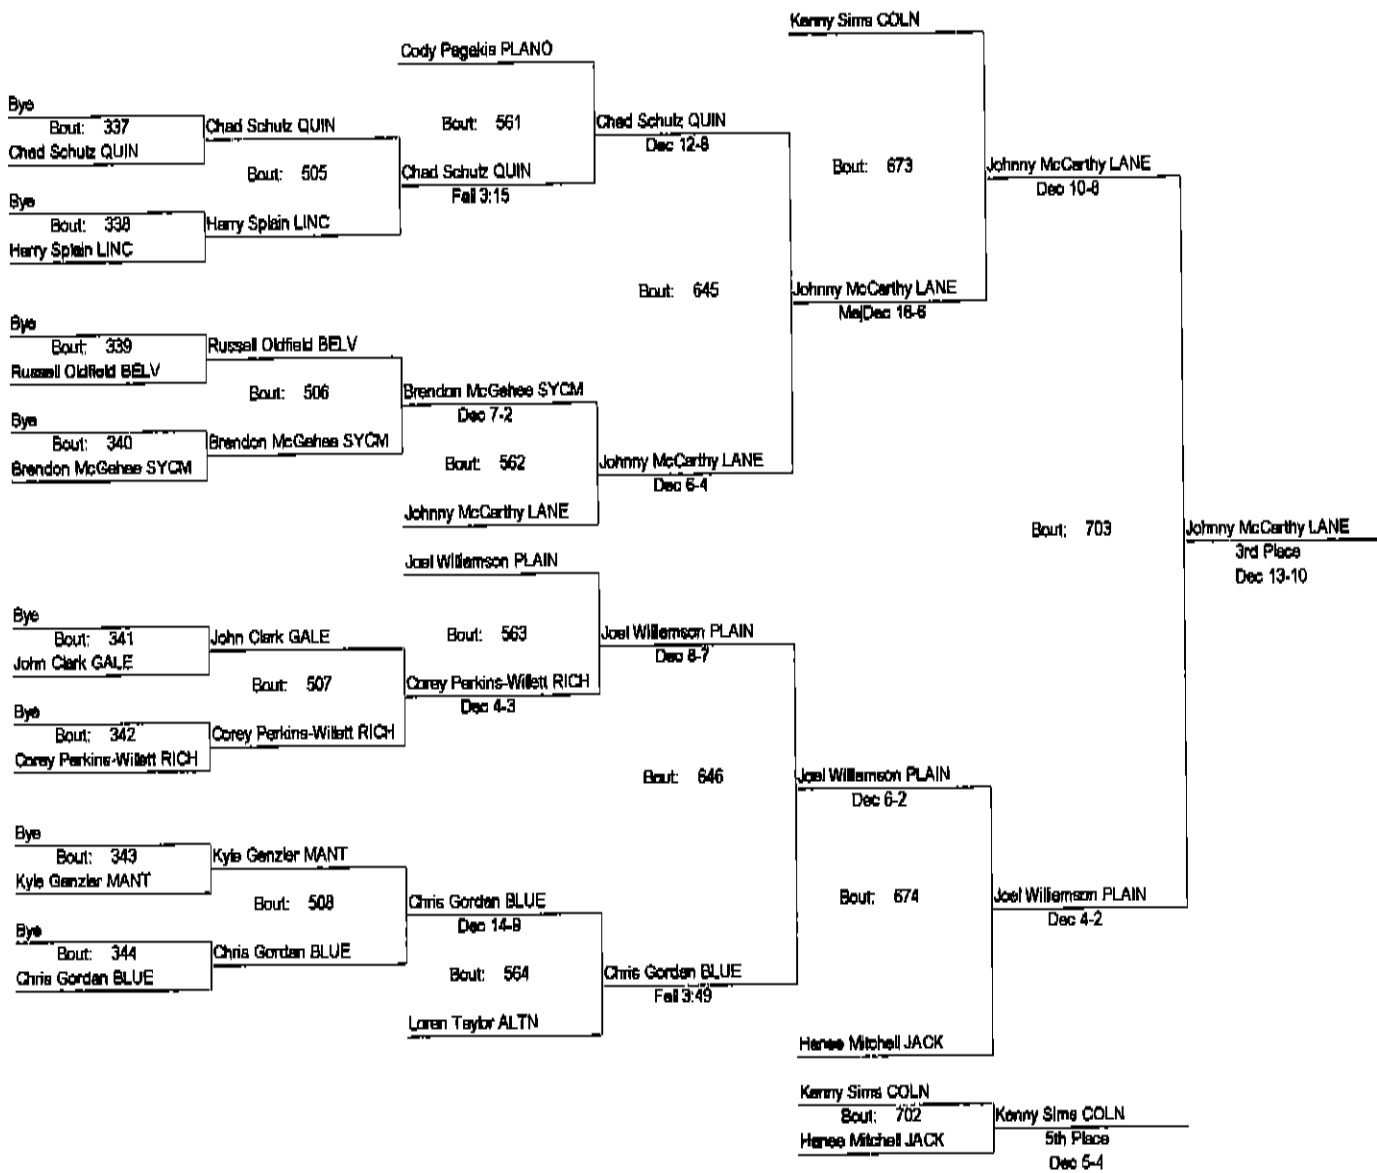 Kenny Sims COLN
Cody Pagakis PLANO
Bye
Bout: 337
Chad Schulz QUIN
Chad Schulz QUIN
Bout: 505
Bye
Bout: 338
Harry Splain LINC
Harry Splain LINC
Bout: 561
Chad Schulz QUIN
Fall 3:15
Chad Schulz QUIN
Dec 12-8
Bout: 673
Johnny McCarthy LANE
Dec 10-8
Bout: 645
Johnny McCarthy LANE
MajDec 16-6
Bye
Bout: 339
Russell Oldfield BELV
Russell Oldfield BELV
Bout: 506
Bye
Bout: 340
Brendon McGehee SYCM
Brendon McGehee SYCM
Brendon McGehee SYCM
Dec 7-2
Bout: 562
Johnny McCarthy LANE
Johnny McCarthy LANE
Dec 6-4
Bout: 703
Johnny McCarthy LANE
3rd Place
Dec 13-10
Joel Williamson PLAIN
Bye
Bout: 341
John Clark GALE
John Clark GALE
Bout: 507
Bye
Bout: 342
Corey Perkins-Willett RICH
Corey Perkins-Willett RICH
Bout: 563
Corey Perkins-Willett RICH
Dec 4-3
Joel Williamson PLAIN
Dec 8-7
Bout: 646
Joel Williamson PLAIN
Dec 6-2
Bye
Bout: 343
Kyle Genzler MANT
Kyle Genzler MANT
Bout: 508
Bye
Bout: 344
Chris Gordan BLUE
Chris Gordan BLUE
Chris Gordan BLUE
Dec 14-9
Bout: 564
Loren Taylor ALTN
Chris Gordan BLUE
Fall 3:49
Bout: 674
Joel Williamson PLAIN
Dec 4-2
Hanee Mitchell JACK
Kenny Sims COLN
Bout: 702
Hanee Mitchell JACK
Kenny Sims COLN
5th Place
Dec 5-4